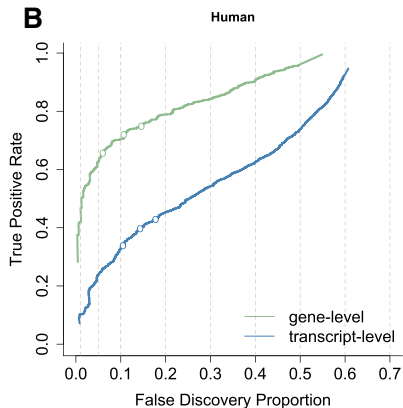 B
Human
True Positive Rate
1.0
0.8
0.6
0.4
0.2
0.0
gene-level
transcript-level
0.0 0.1 0.2 0.3 0.4 0.5 0.6 0.7
False Discovery Proportion